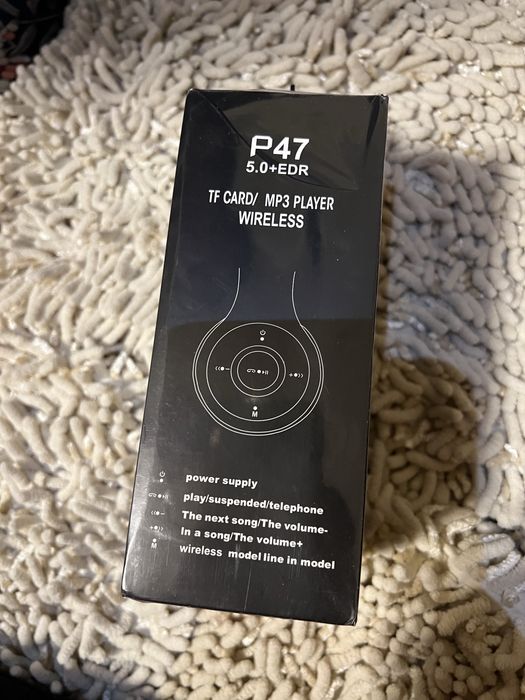 P47
5.0+EDR
TF CARD/ MP3 PLAYER
WIRELESS
M
power supply
play/suspended/telephone
The next song/The volume-
In a song/The volume+
M wireless model line in model